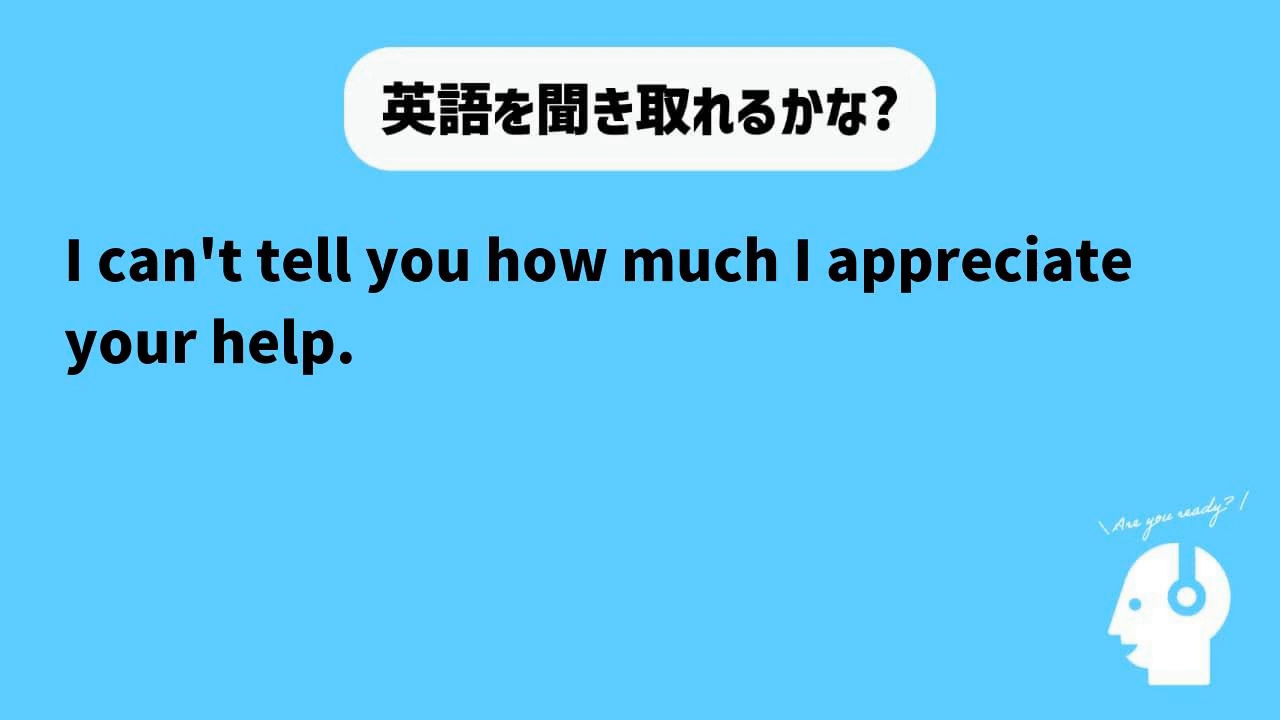 英語を聞き取れるかな?
I can't tell you how much I appreciate
your help.
\ Are you ready? /